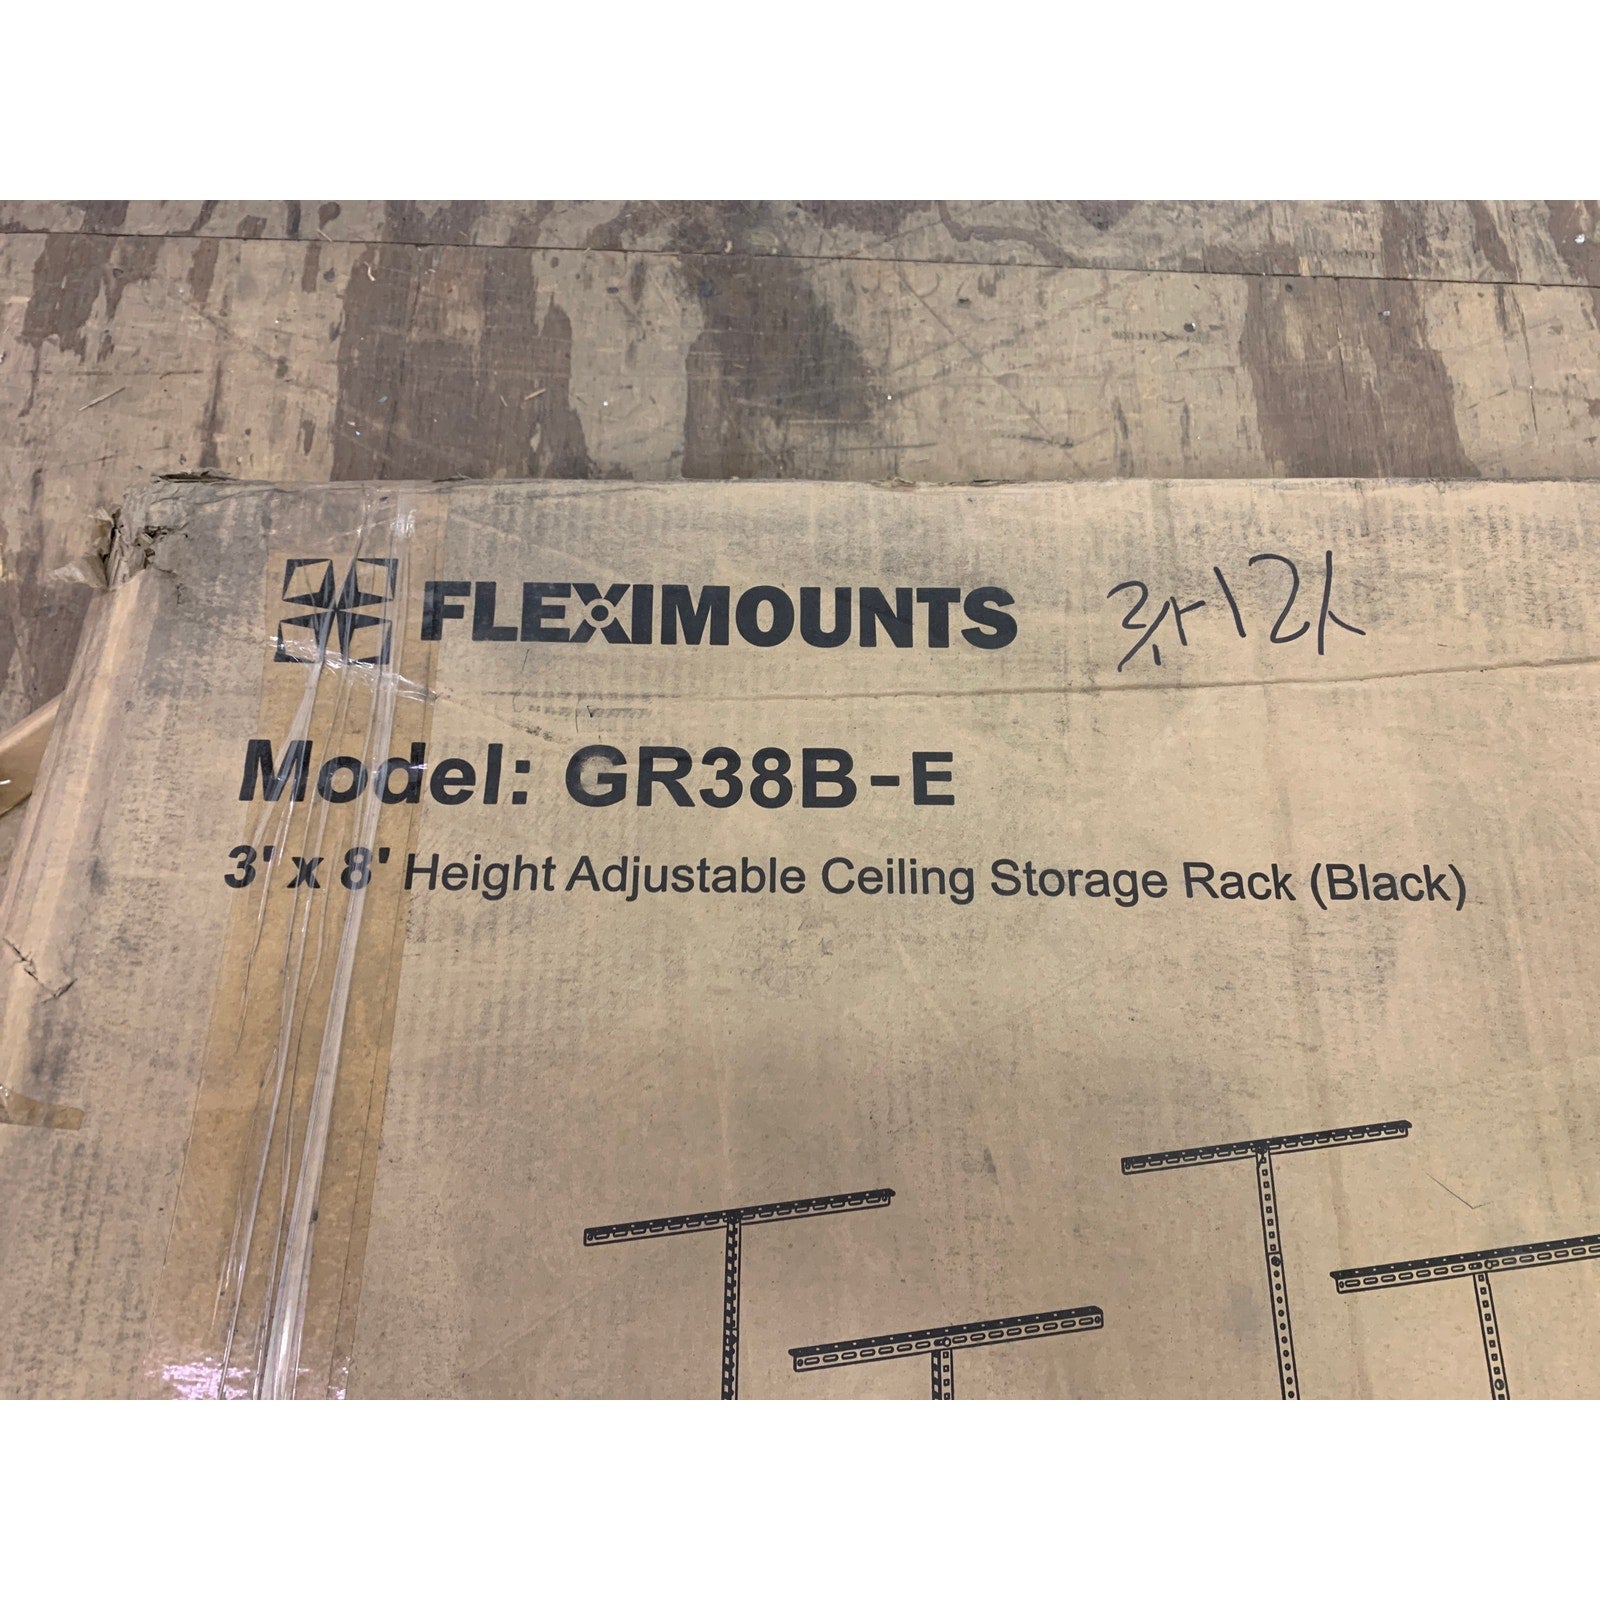 FLEXIMOUNTS
Model: GR38B-E
3' x 8' Height Adjustable Ceiling Storage Rack (Black)